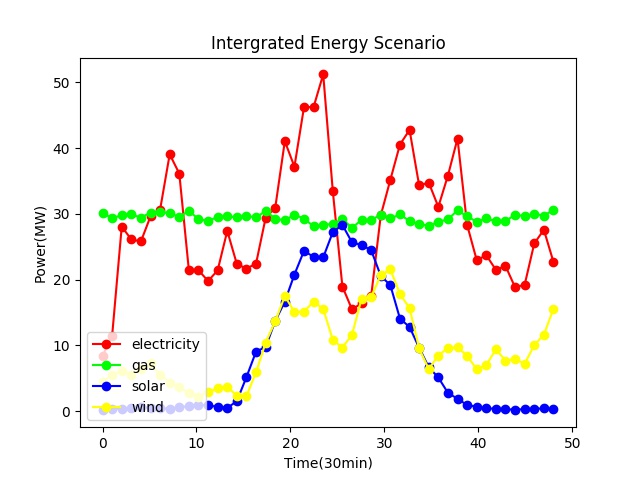 Intergrated Energy Scenario
Power(MW)
50
40
30
20
10
0
electricity
gas
solar
wind
0 10 20 30 40 50
Time(30min)